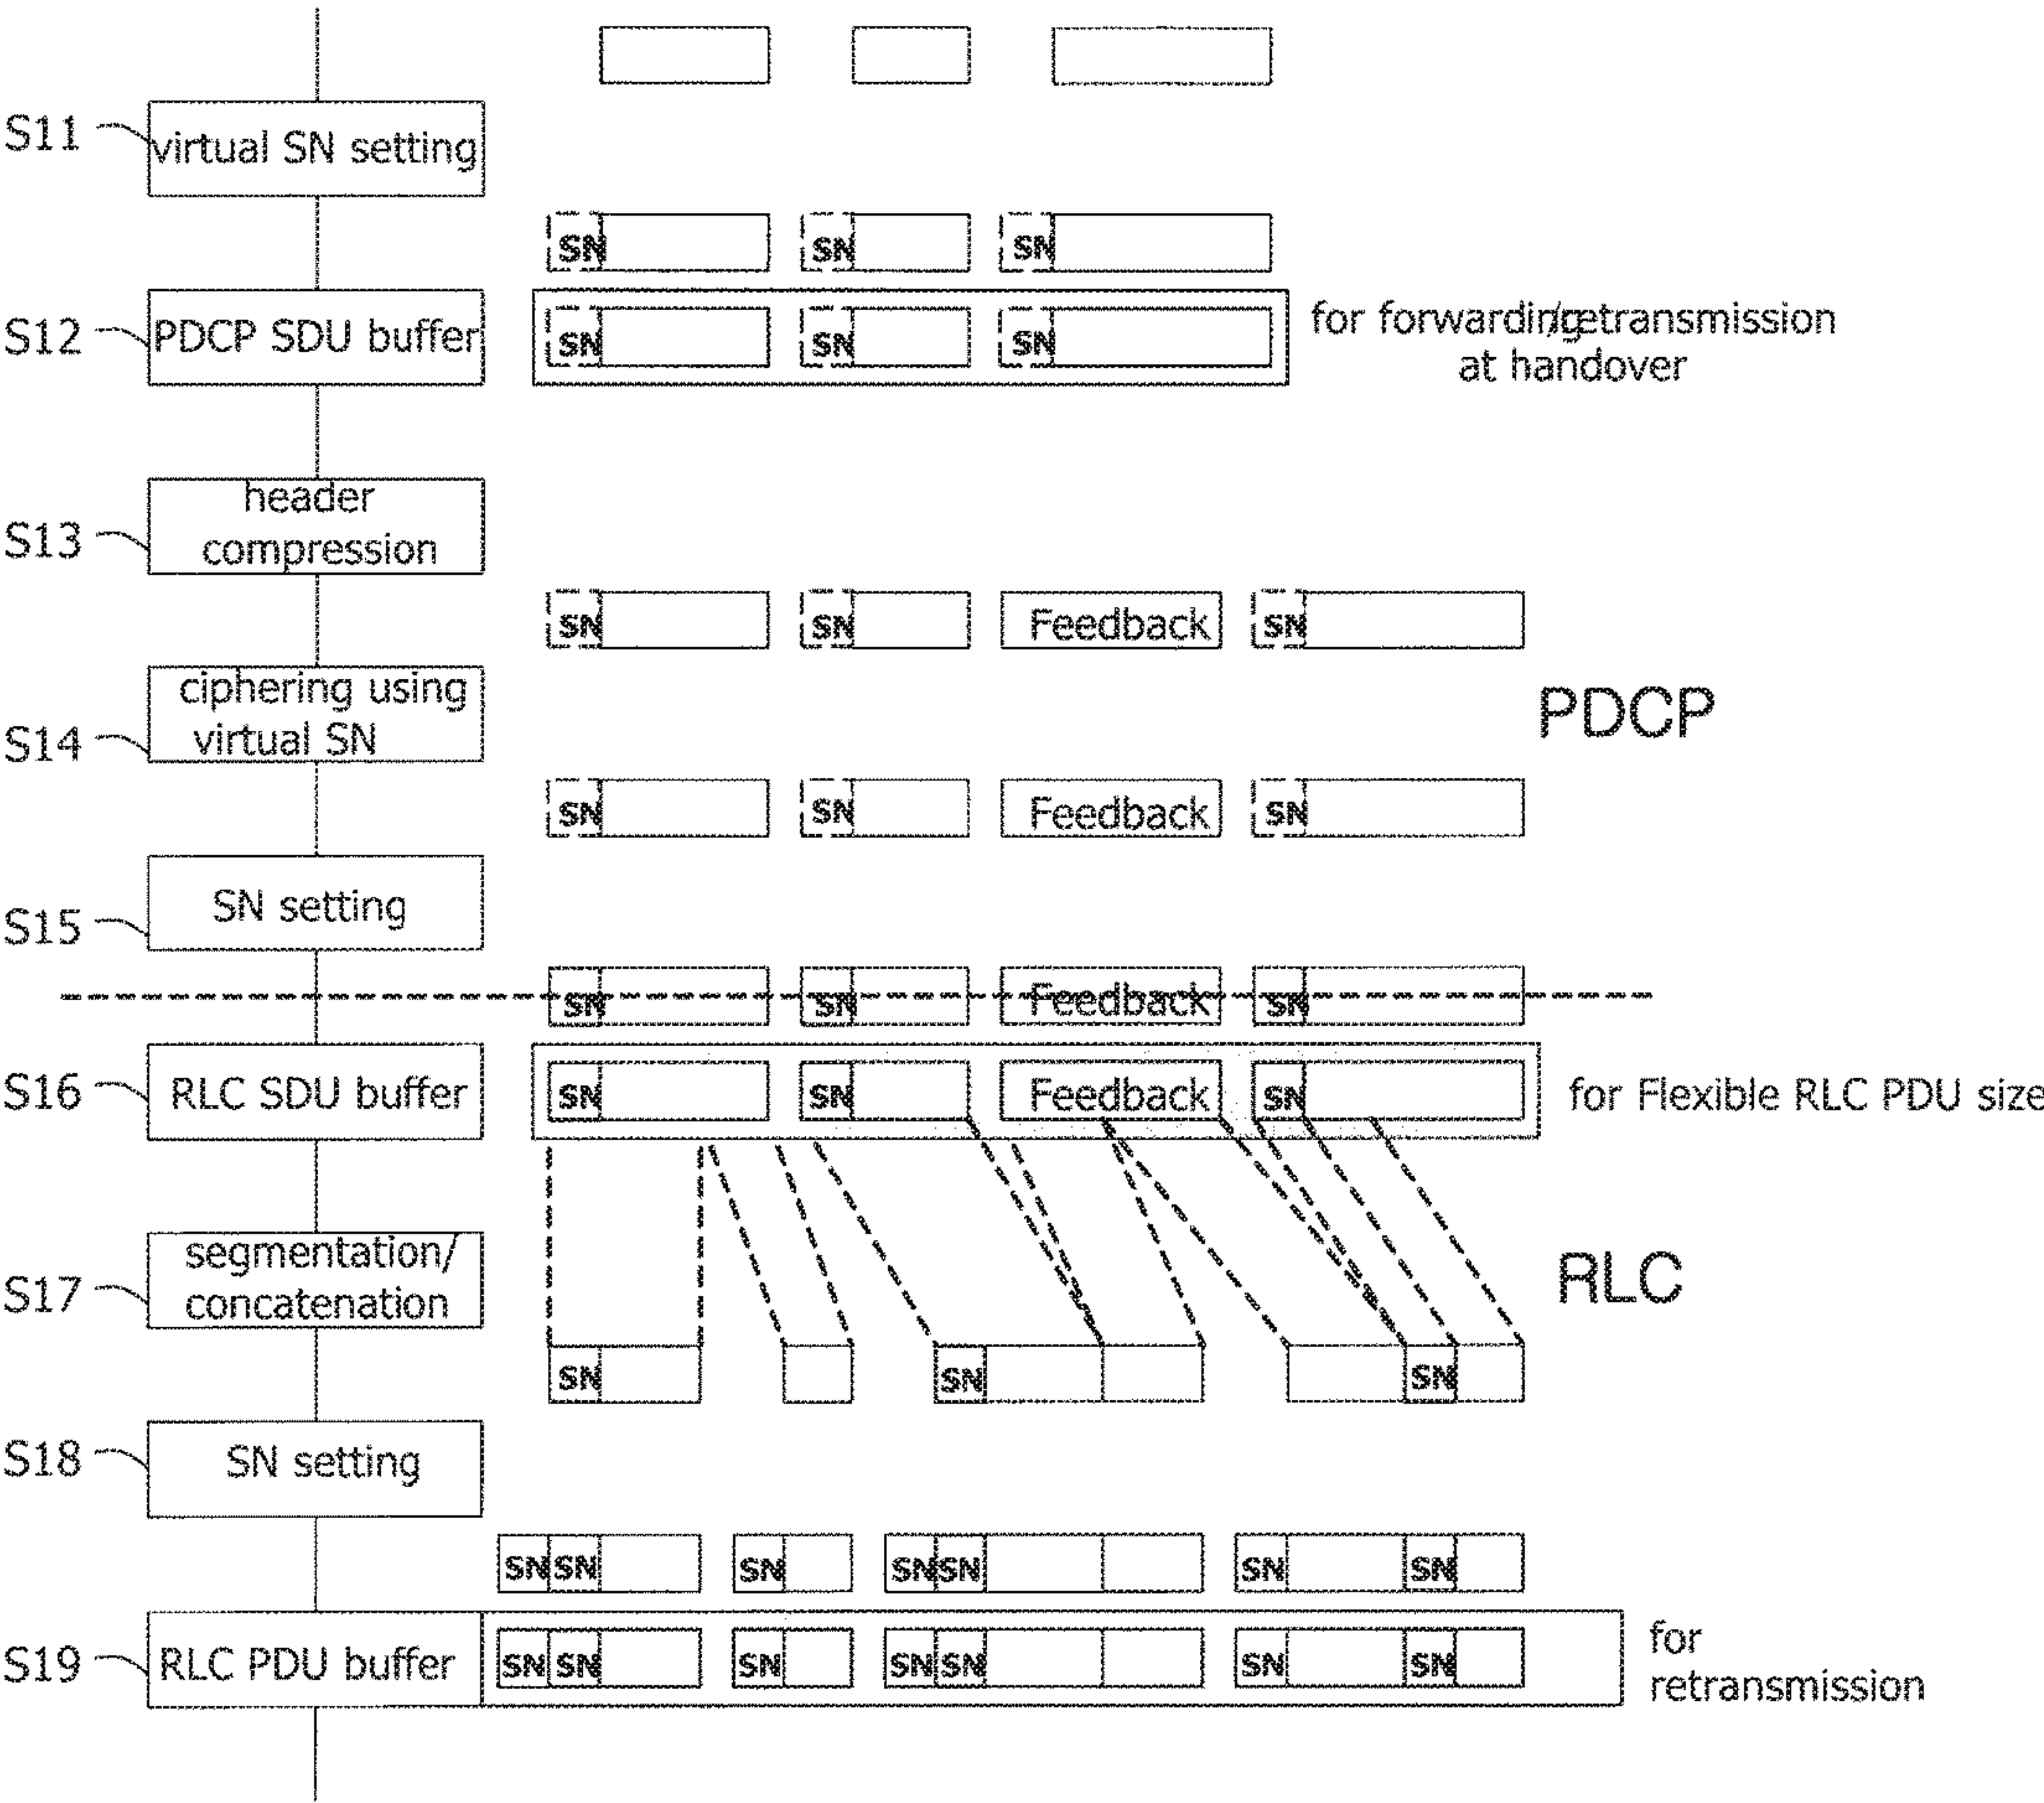 S11
virtual SN setting
SN SN SN
S12
PDCP SDU buffer
SN SN SN
for forwarding/retransmission
at handover
S13
header
compression
SN SN Feedback SN
S14
ciphering using
virtual SN
PDCP
SN SN Feedback SN
S15
SN setting
SN SN Feedback SN
S16
RLC SDU buffer
SN SN Feedback SN
for Flexible RLC PDU size
S17
segmentation/
concatenation
RLC
SN SN SN
S18
SN setting
SN SN SN SN SN SN SN
S19
RLC PDU buffer
SN SN SN SN SN SN SN
for
retransmission